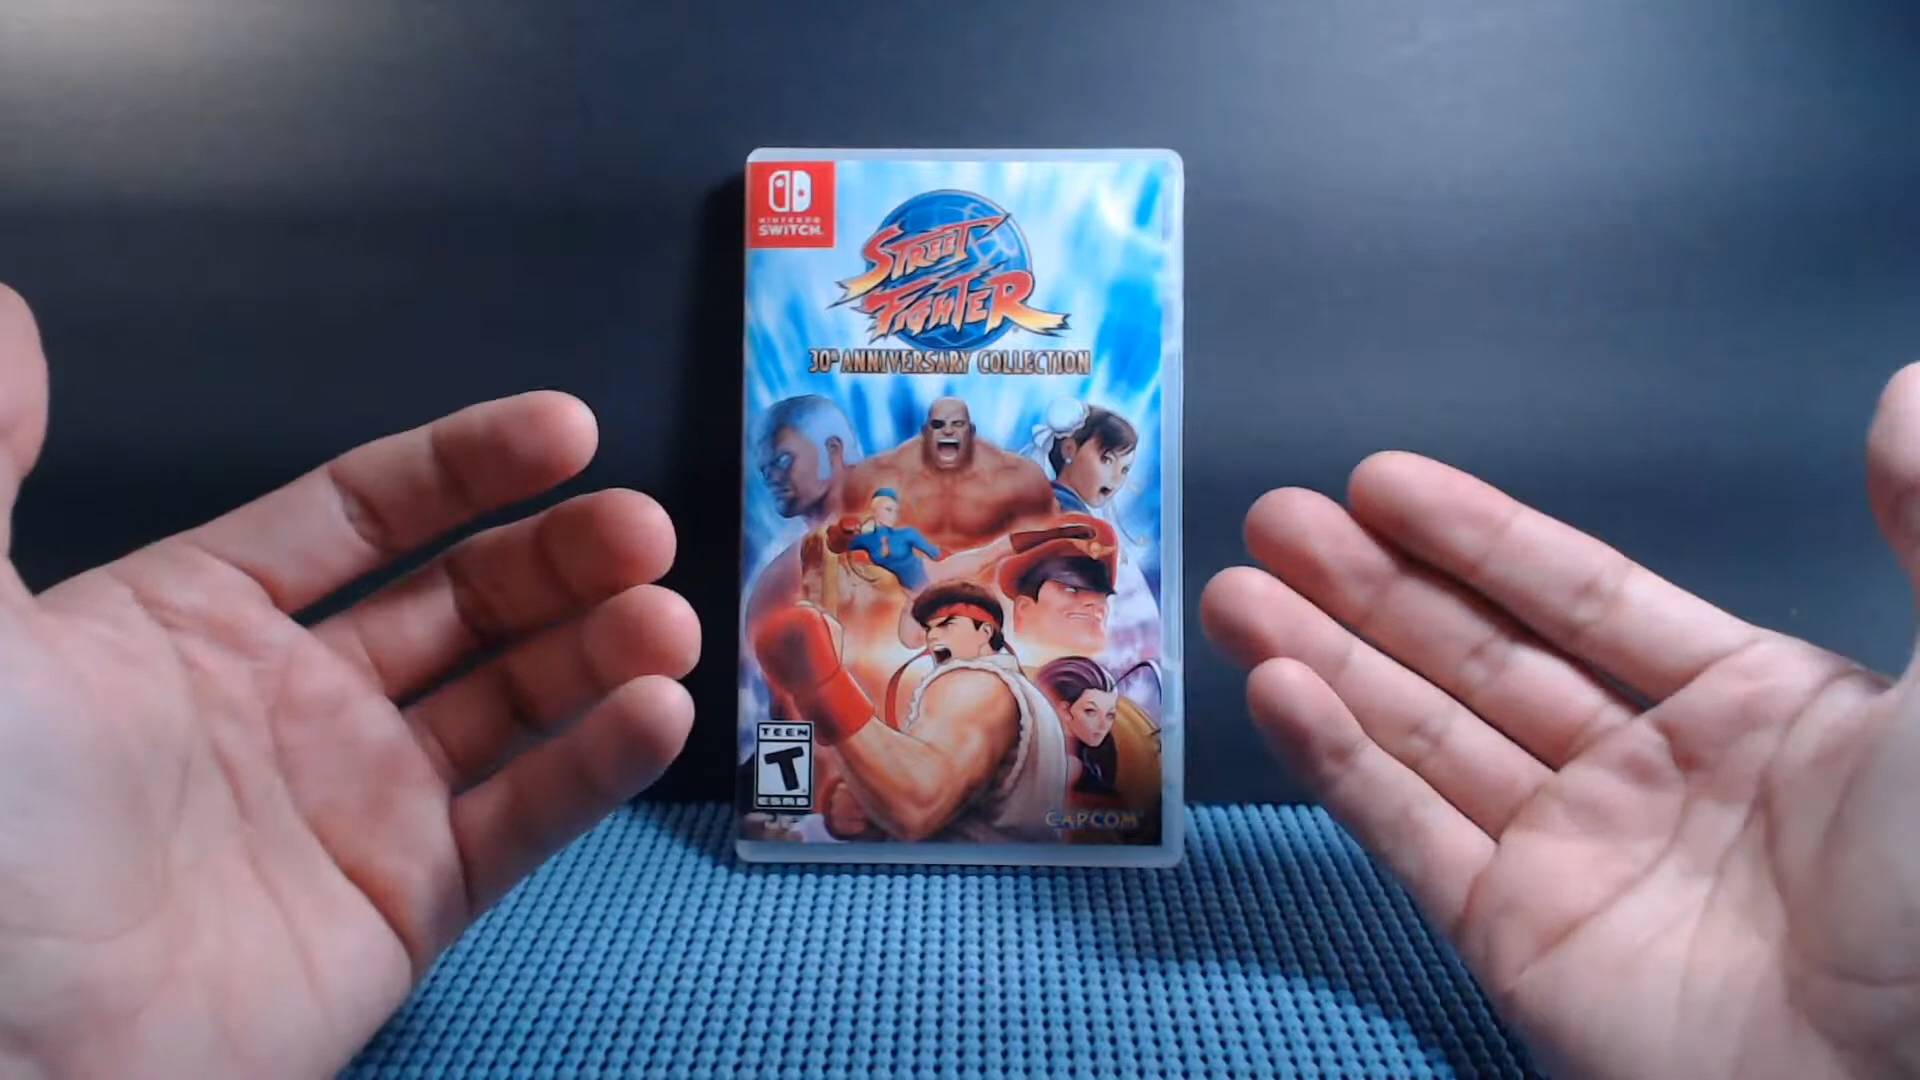 NINTENDO
SWITCH
STREET
FIGHTER
30th ANNIVERSARY COLLECTION
TEEN
T
ESRB
CAPCOM